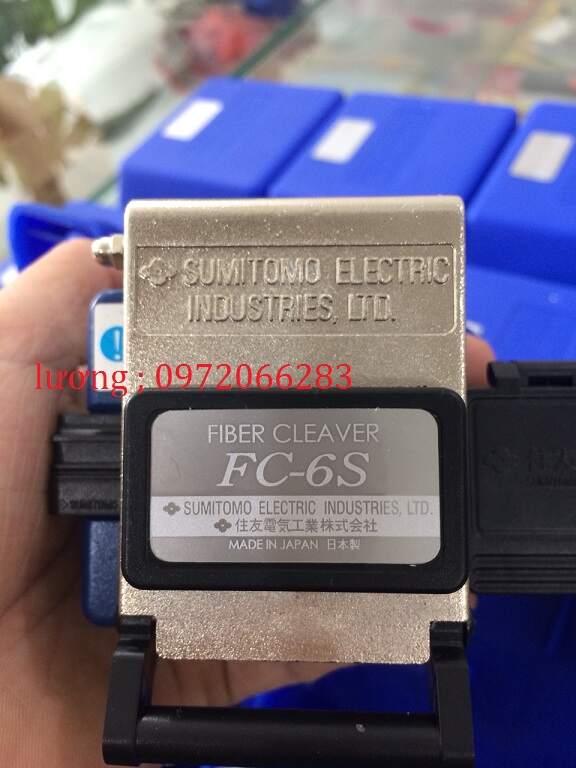 SUMITOMO ELECTRIC
INDUSTRIES, LTD.
lương ; 0972066283
FIBER CLEAVER
FC-6S
SUMITOMO ELECTRIC INDUSTRIES, LTD.
住友電気工業株式会社
MADE IN JAPAN 日本製